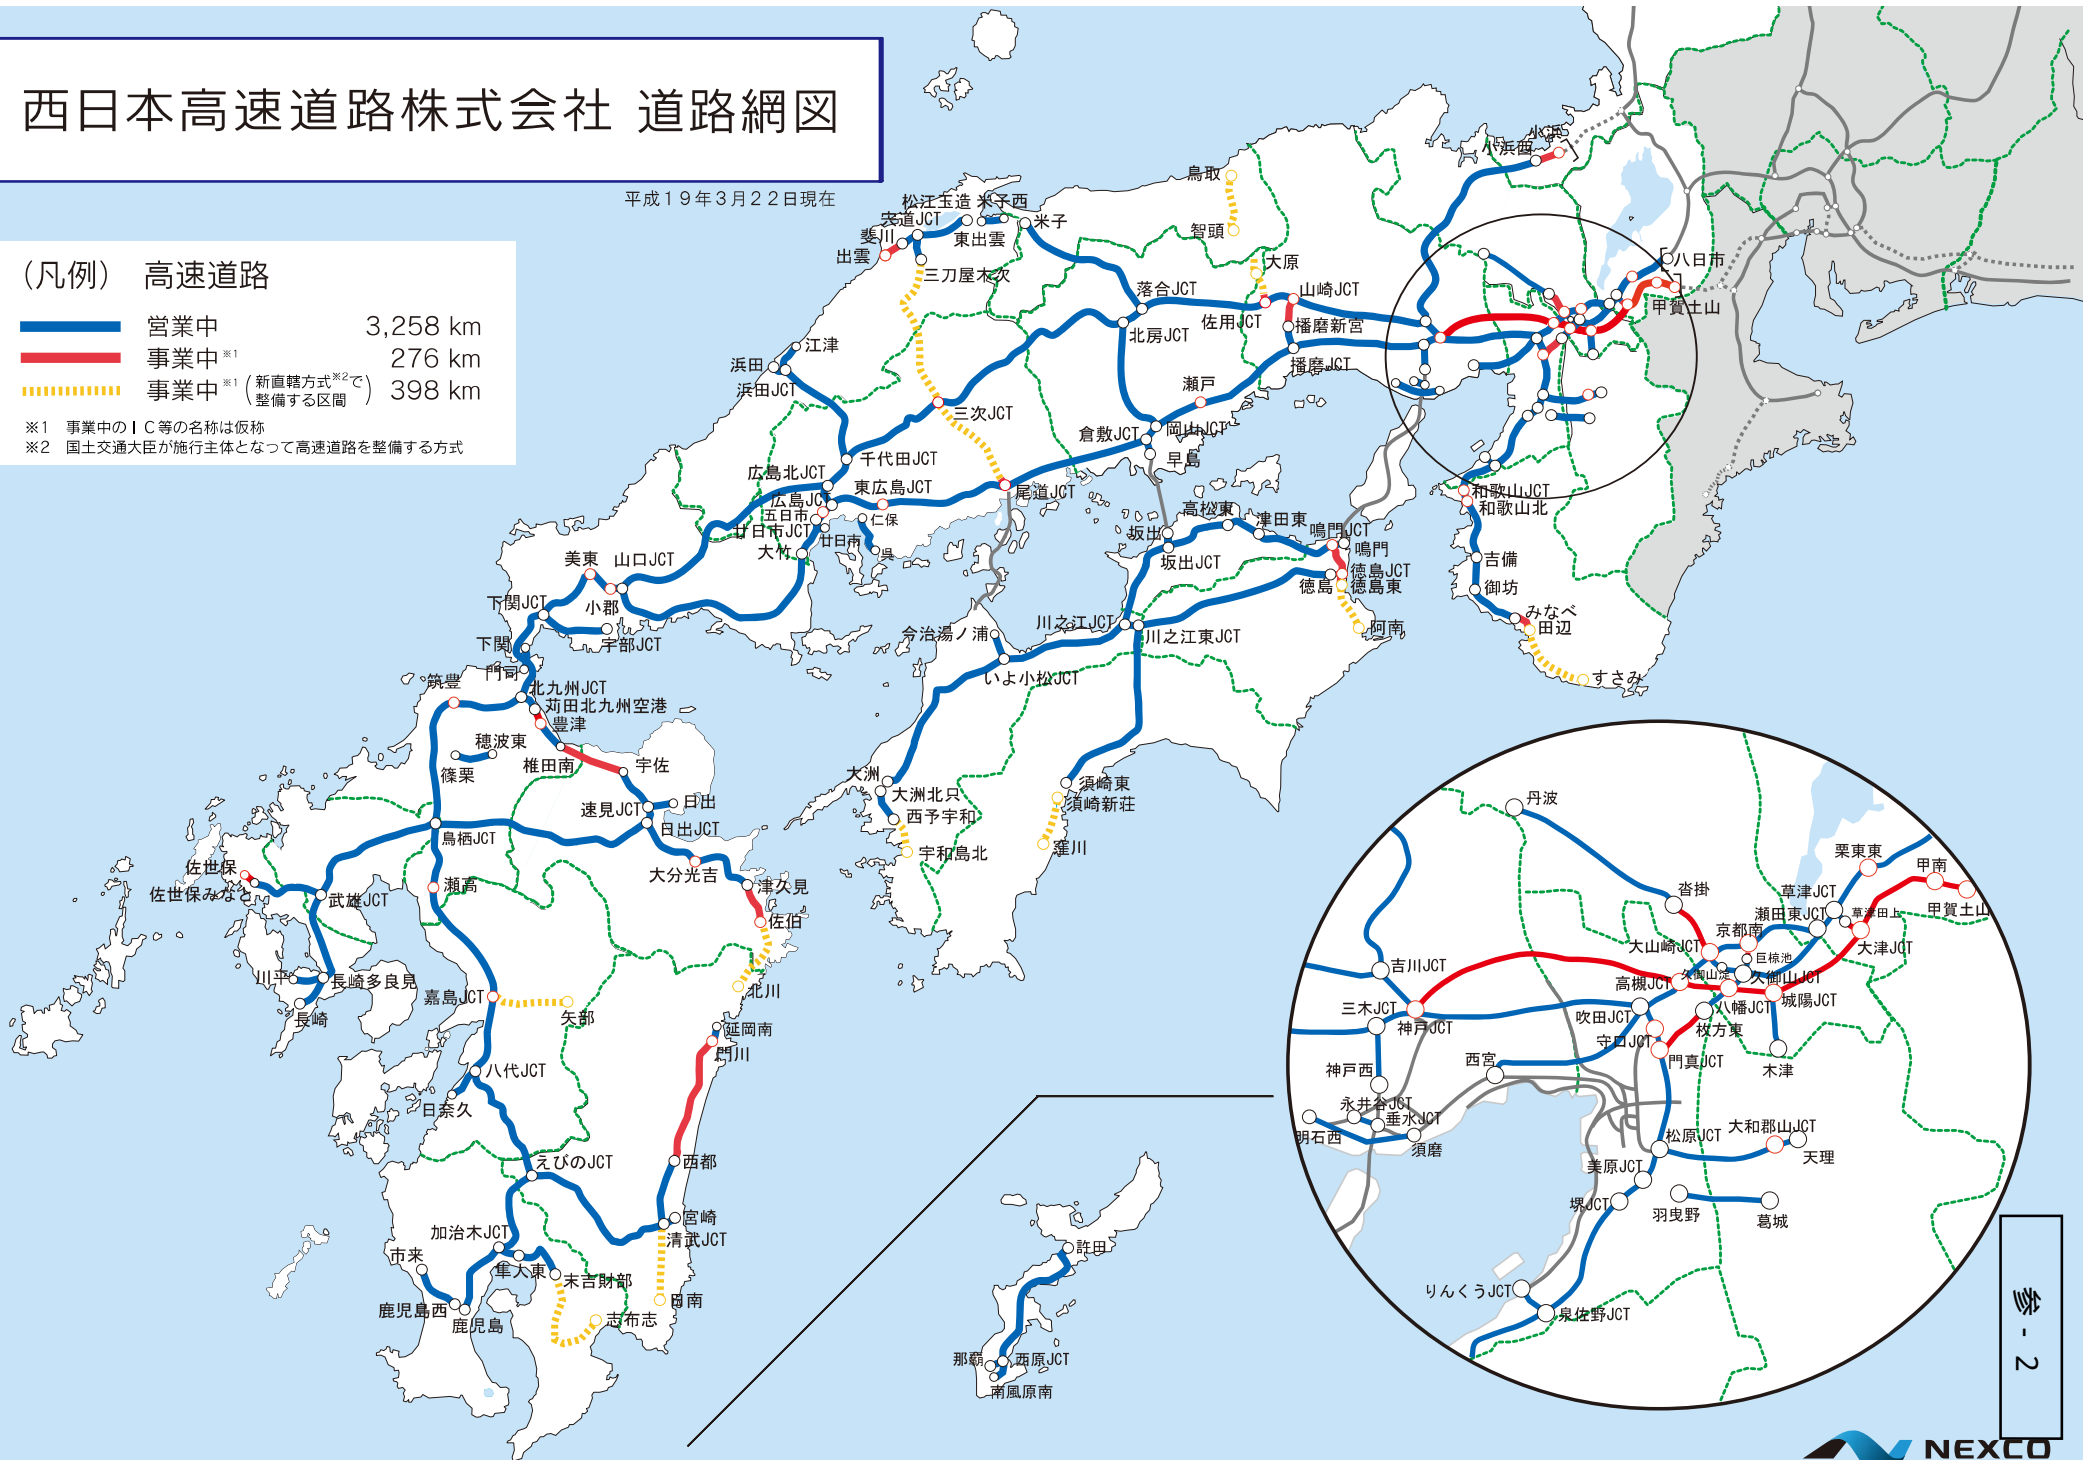 西日本高速道路株式会社 道路網図
平成19年3月22日現在
(凡例) 高速道路
営業中 3,258 km
事業中※1 276 km
事業中※1(新直轄方式※2で整備する区間) 398 km
※1 事業中のIC等の名称は仮称
※2 国土交通大臣が施行主体となって高速道路を整備する方式
小浜
小浜西
鳥取
智頭
大原
松江玉造
米子西
宍道JCT
斐川
出雲
東出雲
米子
三刀屋木次
落合JCT
山崎JCT
佐用JCT
播磨新宮
北房JCT
播磨JCT
八日市
甲賀土山
江津
浜田
浜田JCT
三次JCT
瀬戸
倉敷JCT
岡山JCT
早島
千代田JCT
広島北JCT
東広島JCT
広島JCT
五日市
廿日市JCT
廿日市
仁保
呉
大竹
尾道JCT
和歌山JCT
和歌山北
高松東
津田東
鳴門JCT
鳴門
坂出
坂出JCT
徳島JCT
徳島
徳島東
阿南
吉備
御坊
みなべ
田辺
すさみ
美東
山口JCT
下関JCT
小郡
宇部JCT
下関
門司
今治湯ノ浦
川之江JCT
川之江東JCT
いよ小松JCT
筑豊
北九州JCT
苅田北九州空港
豊津
穂波東
篠栗
椎田南
宇佐
大洲
大洲北只
西予宇和
宇和島北
須崎東
須崎新荘
窪川
速見JCT
日出
日出JCT
鳥栖JCT
佐世保
佐世保みなと
武雄JCT
瀬高
大分光吉
津久見
佐伯
川平
長崎多良見
長崎
嘉島JCT
矢部
北川
延岡南
門川
八代JCT
日奈久
えびのJCT
西都
加治木JCT
市来
隼人東
末吉財部
宮崎
清武JCT
鹿児島西
鹿児島
志布志
日南
許田
那覇
西原JCT
南風原南
丹波
栗東東
甲南
沓掛
草津JCT
甲賀土山
瀬田東JCT
草津田上
京都南
大山崎JCT
大津JCT
巨椋池
吉川JCT
高槻JCT
久御山淀
久御山JCT
城陽JCT
三木JCT
神戸JCT
吹田JCT
八幡JCT
枚方東
守口JCT
西宮
門真JCT
木津
神戸西
永井谷JCT
垂水JCT
明石西
須磨
松原JCT
大和郡山JCT
天理
美原JCT
堺JCT
羽曳野
葛城
りんくうJCT
泉佐野JCT
参-2
NEXCO